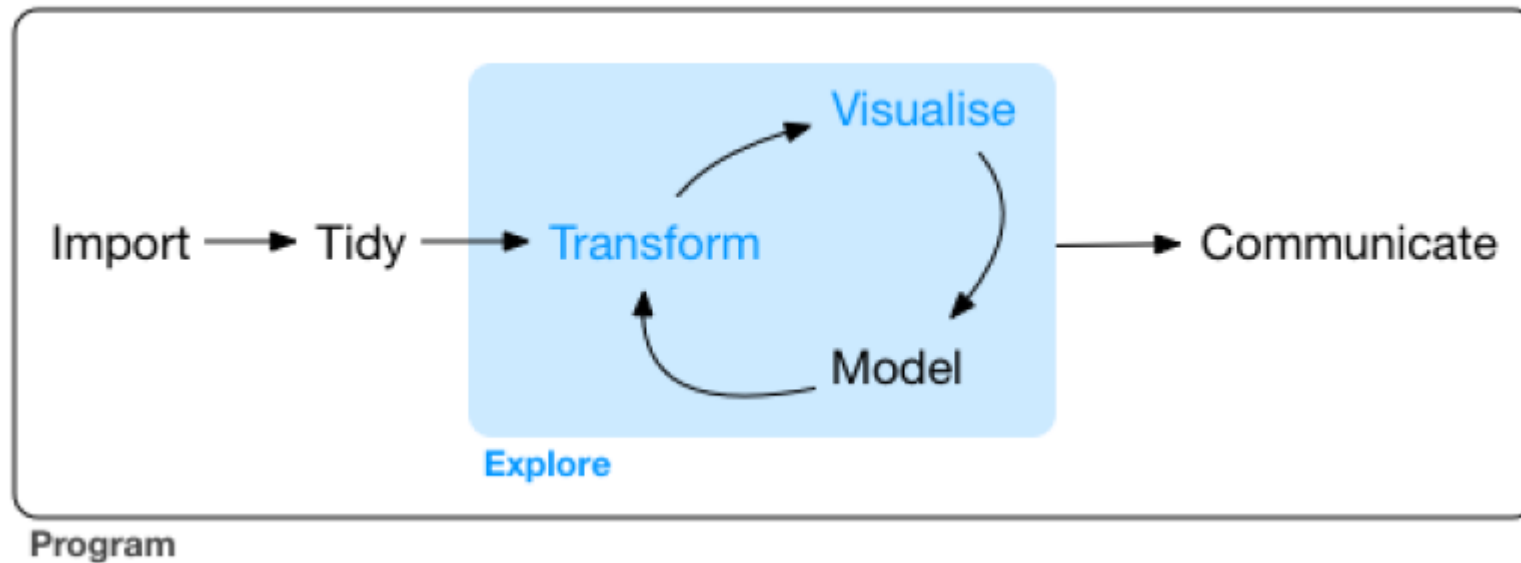 Visualise
Import
Tidy
Transform
Communicate
Model
Explore
Program